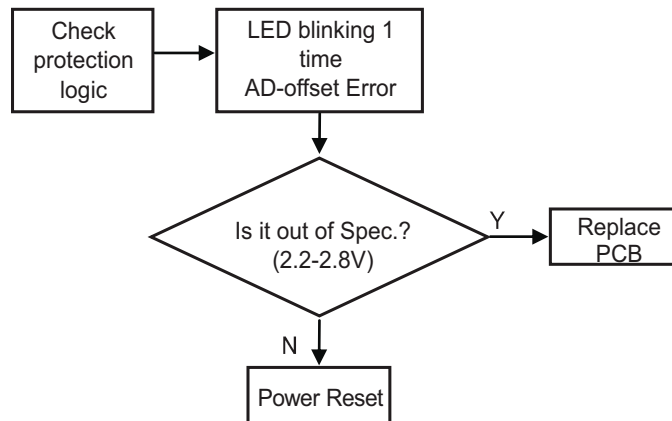 Check
protection
logic
LED blinking 1
time
AD-offset Error
Is it out of Spec.?
(2.2-2.8V)
Y
Replace
PCB
N
Power Reset